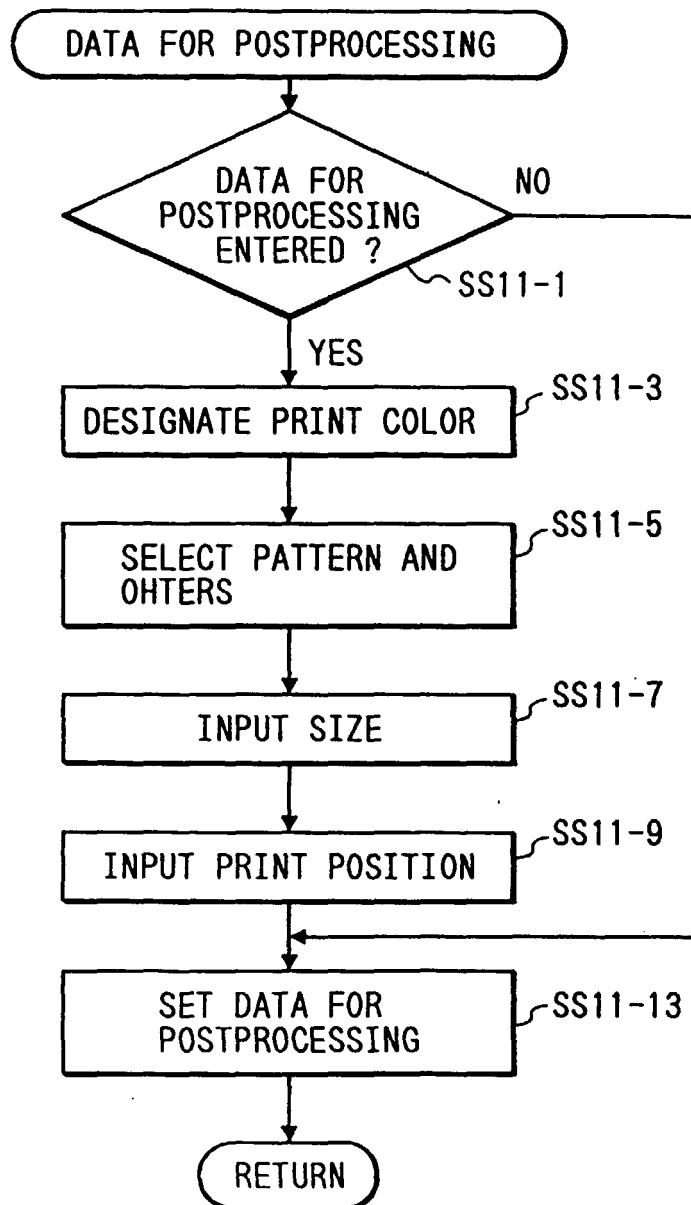 DATA FOR POSTPROCESSING
DATA FOR
POSTPROCESSING
ENTERED ?
NO
SS11-1
YES
SS11-3
DESIGNATE PRINT COLOR
SS11-5
SELECT PATTERN AND
OHTERS
SS11-7
INPUT SIZE
SS11-9
INPUT PRINT POSITION
SET DATA FOR
POSTPROCESSING
SS11-13
RETURN